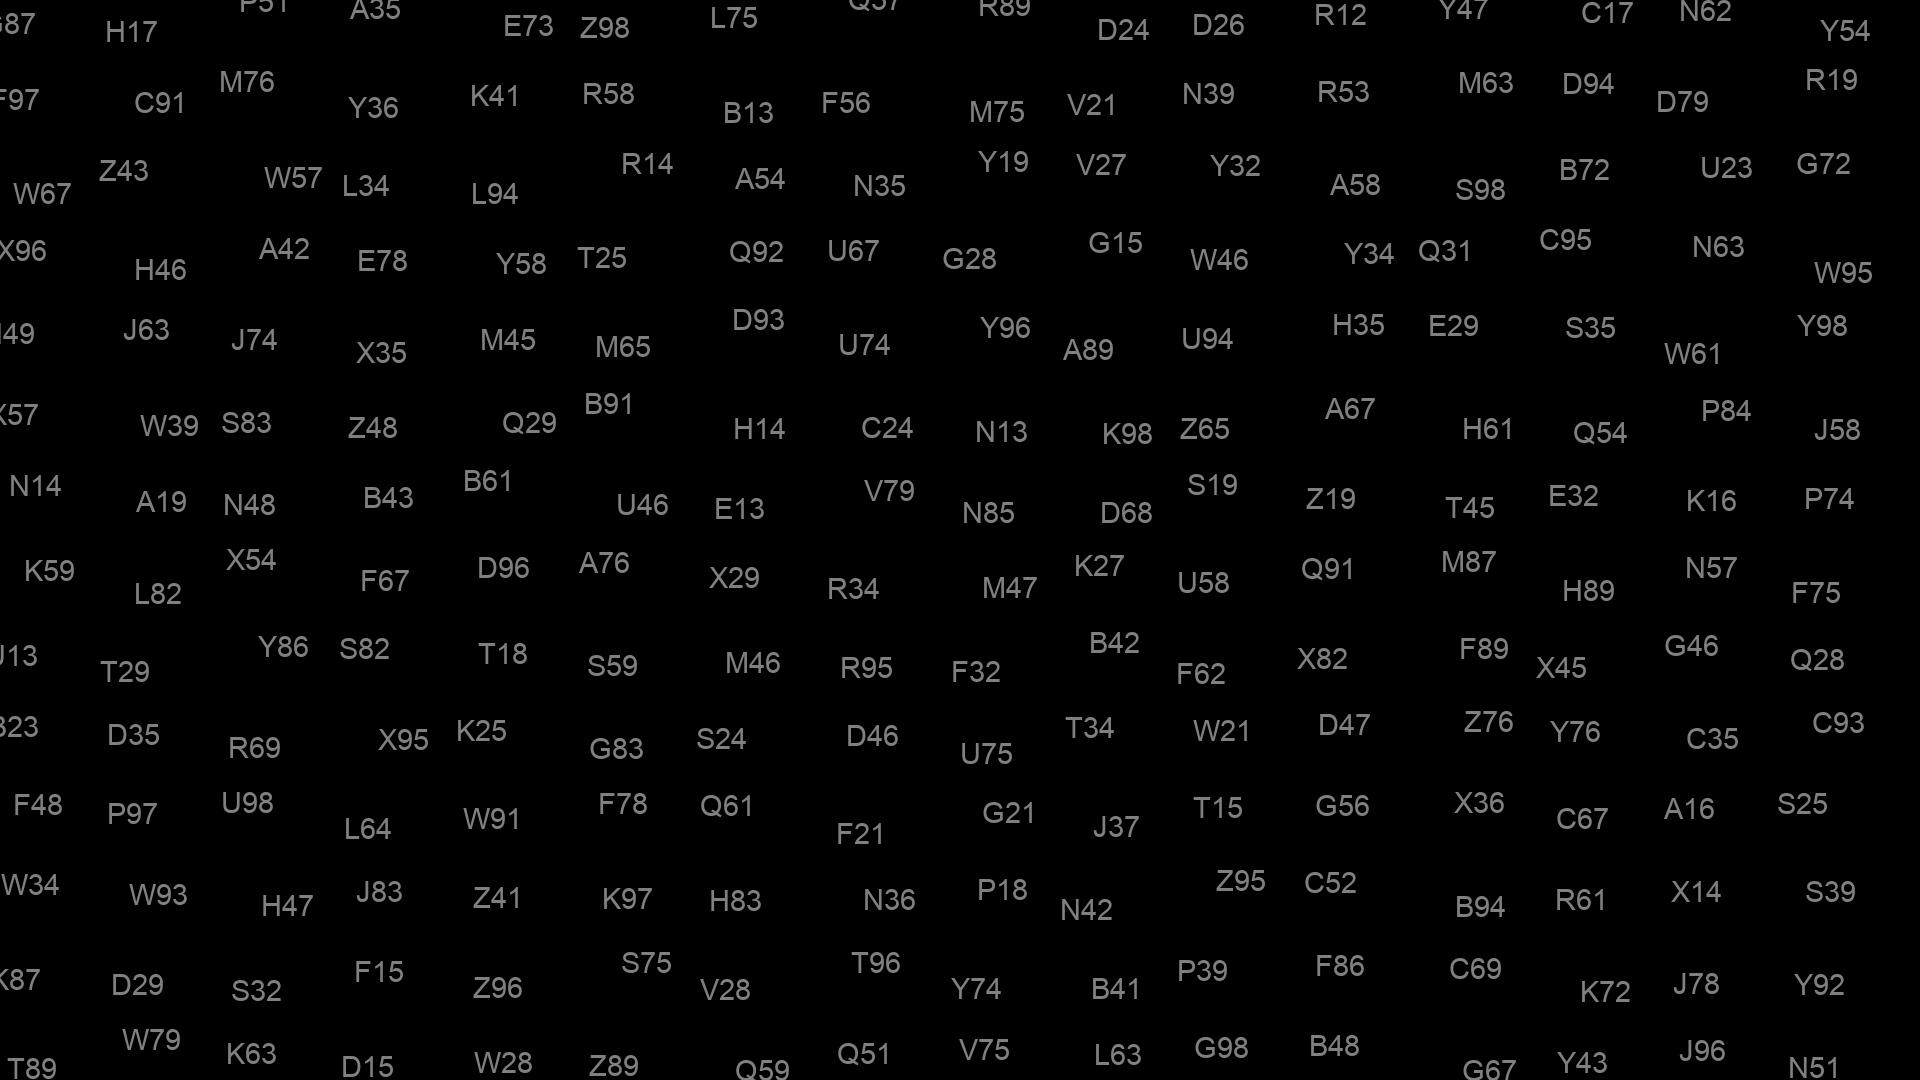 H17 P51 A35 E73 Z98 L75 Q57 R89 D24 D26 R12 Y47 C17 N62 Y54
F97 C91 M76 Y36 K41 R58 B13 F56 M75 V21 N39 R53 M63 D94 D79 R19
W67 Z43 W57 L34 L94 R14 A54 N35 Y19 V27 Y32 A58 S98 B72 U23 G72
X96 H46 A42 E78 Y58 T25 Q92 U67 G28 G15 W46 Y34 Q31 C95 N63 W95
J63 J74 X35 M45 M65 D93 U74 Y96 A89 U94 H35 E29 S35 W61 Y98
W39 S83 Z48 Q29 B91 H14 C24 N13 K98 Z65 A67 H61 Q54 P84 J58
N14 A19 N48 B43 B61 U46 E13 V79 N85 D68 S19 Z19 T45 E32 K16 P74
K59 L82 X54 F67 D96 A76 X29 R34 M47 K27 U58 Q91 M87 H89 N57 F75
T29 Y86 S82 T18 S59 M46 R95 F32 B42 F62 X82 F89 X45 G46 Q28
D35 R69 X95 K25 G83 S24 D46 U75 T34 W21 D47 Z76 Y76 C35 C93
F48 P97 U98 L64 W91 F78 Q61 F21 G21 J37 T15 G56 X36 C67 A16 S25
W34 W93 H47 J83 Z41 K97 H83 N36 P18 N42 Z95 C52 B94 R61 X14 S39
K87 D29 S32 F15 Z96 S75 V28 T96 Y74 B41 P39 F86 C69 K72 J78 Y92
T89 W79 K63 D15 W28 Z89 Q59 Q51 V75 L63 G98 B48 G67 Y43 J96 N51